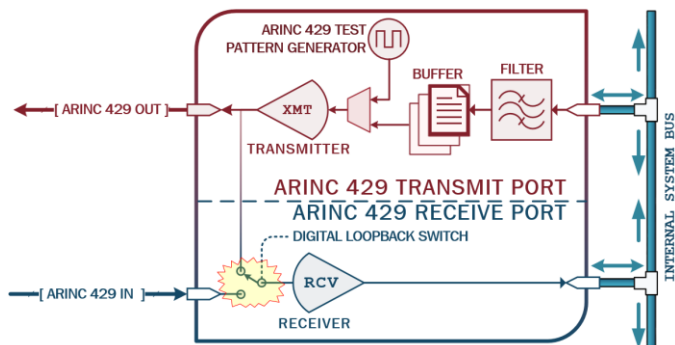 ARINC 429 TEST
PATTERN GENERATOR
BUFFER
FILTER
[ ARINC 429 OUT ]
XMT
TRANSMITTER
ARINC 429 TRANSMIT PORT
ARINC 429 RECEIVE PORT
DIGITAL LOOPBACK SWITCH
[ ARINC 429 IN ]
RCV
RECEIVER
INTERNAL SYSTEM BUS